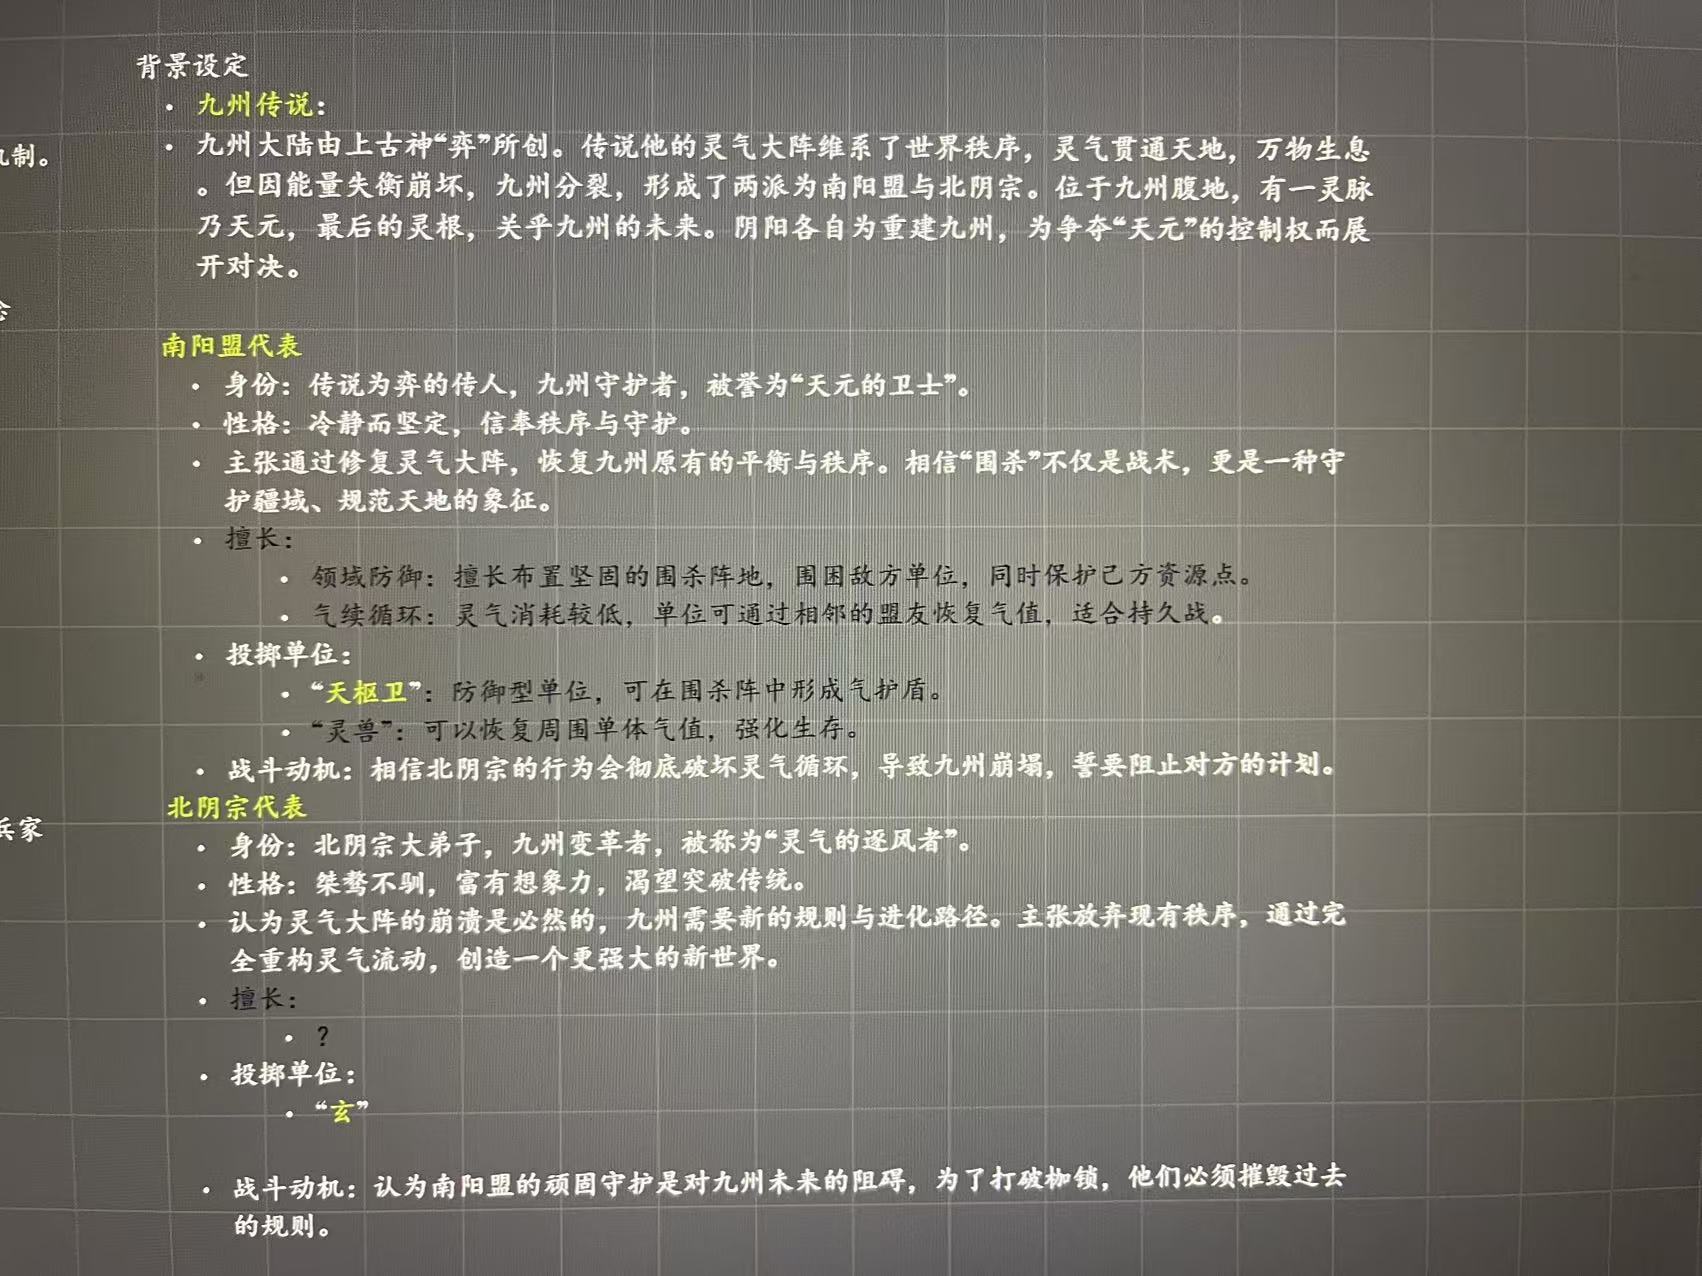 背景设定
• 九州传说：
• 九州大陆由上古神“弈”所创。传说他的灵气大阵维系了世界秩序，灵气贯通天地，万物生息
。但因能量失衡崩坏，九州分裂，形成了两派为南阳盟与北阴宗。位于九州腹地，有一灵脉
乃天元，最后的灵根，关乎九州的未来。阴阳各自为重建九州，为争夺“天元”的控制权而展
开对决。
南阳盟代表
• 身份：传说为弈的传人，九州守护者，被誉为“天元的卫士”。
• 性格：冷静而坚定，信奉秩序与守护。
• 主张通过修复灵气大阵，恢复九州原有的平衡与秩序。相信“围杀”不仅是战术，更是一种守
护疆域、规范天地的象征。
• 擅长：
• 领域防御：擅长布置坚固的围杀阵地，围困敌方单位，同时保护己方资源点。
• 气续循环：灵气消耗较低，单位可通过相邻的盟友恢复气值，适合持久战。
• 投掷单位：
• “天枢卫”：防御型单位，可在围杀阵中形成气护盾。
• “灵兽”：可以恢复周围单体气值，强化生存。
• 战斗动机：相信北阴宗的行为会彻底破坏灵气循环，导致九州崩塌，誓要阻止对方的计划。
北阴宗代表
• 身份：北阴宗大弟子，九州变革者，被称为“灵气的逐风者”。
• 性格：桀骜不驯，富有想象力，渴望突破传统。
• 认为灵气大阵的崩溃是必然的，九州需要新的规则与进化路径。主张放弃现有秩序，通过完
全重构灵气流动，创造一个更强大的新世界。
• 擅长：
• ？
• 投掷单位：
• “玄”
• 战斗动机：认为南阳盟的顽固守护是对九州未来的阻碍，为了打破枷锁，他们必须摧毁过去
的规则。
制。
兵家